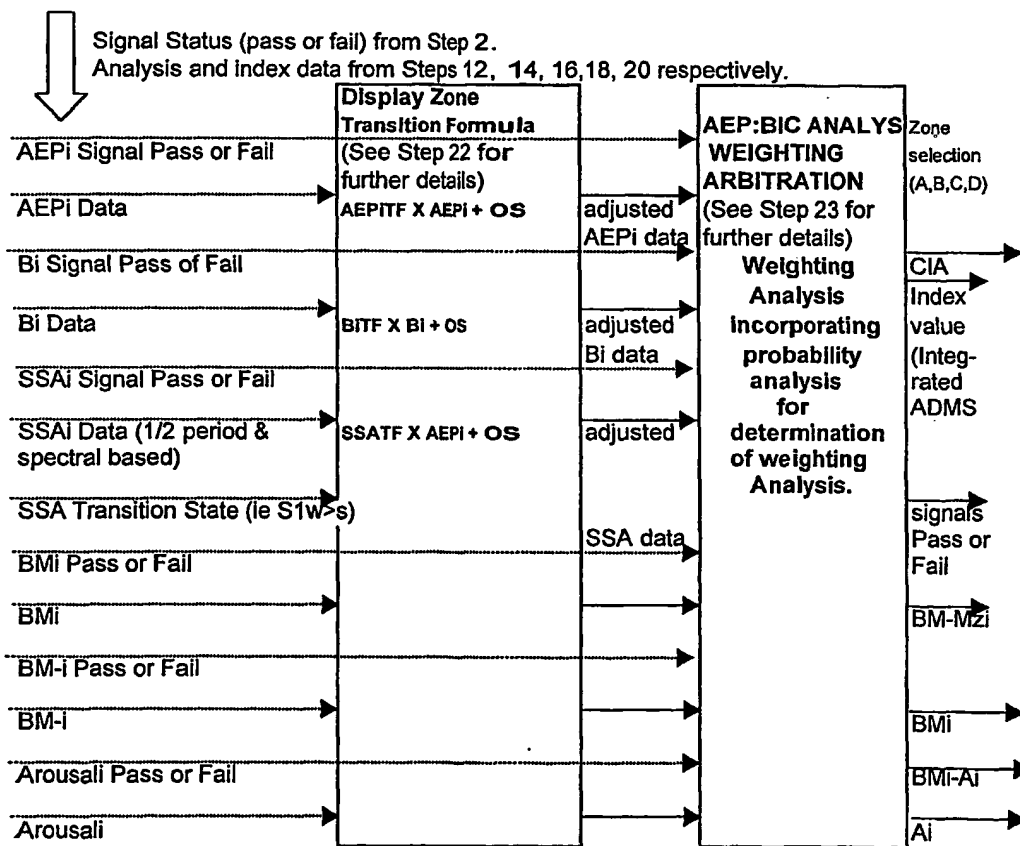 Signal Status (pass or fail) from Step 2.
Analysis and index data from Steps 12, 14, 16,18, 20 respectively.
AEPi Signal Pass or Fail
AEPi Data
Bi Signal Pass of Fail
Bi Data
SSAi Signal Pass or Fail
SSAi Data (1/2 period &
spectral based)
SSA Transition State (ie S1w>s)
BMi Pass or Fail
BMi
BM-i Pass or Fail
BM-i
Arousali Pass or Fail
Arousali
Display Zone
Transition Formula
(See Step 22 for
further details)
AEPiTF X AEPi + OS
BiTF X Bi + OS
SSATF X AEPi + OS
adjusted
AEPi data
adjusted
Bi data
adjusted
SSA data
AEP:BIC ANALYS
WEIGHTING
ARBITRATION
(See Step 23 for
further details)
Weighting
Analysis
incorporating
probability
analysis
for
determination
of weighting
Analysis.
Zone
selection
(A,B,C,D)
CIA
Index
value
(Integ-
rated
ADMS
signals
Pass or
Fail
BM-Mzi
BMi
BMi-Ai
Ai